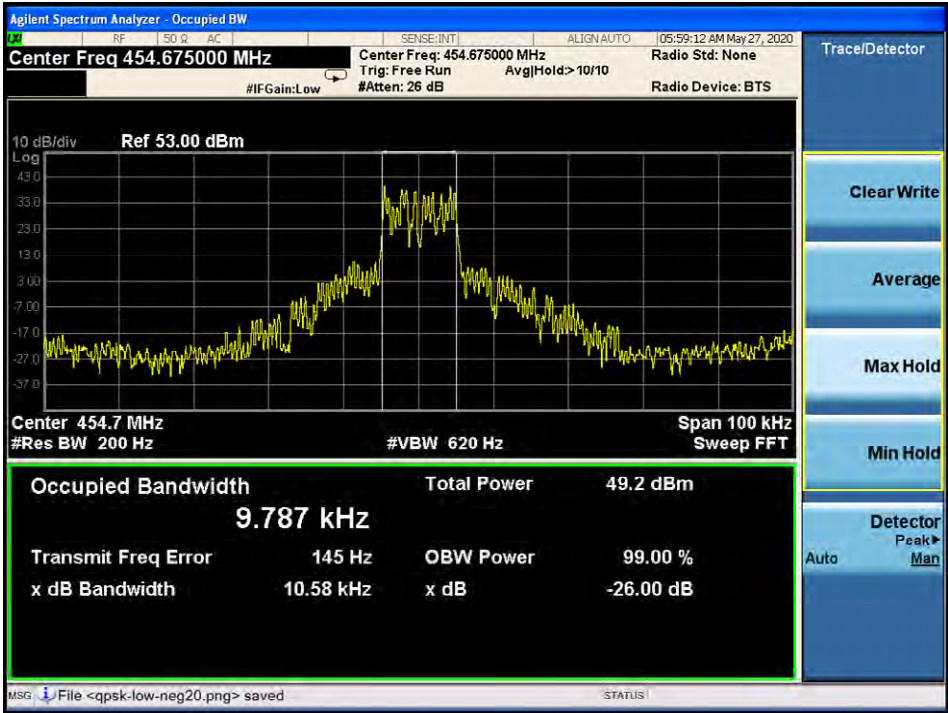 Agilent Spectrum Analyzer - Occupied BW
LXI RF 50 Ω AC SENSE:INT ALIGN AUTO 05:59:12 AM May 27, 2020
Center Freq 454.675000 MHz
Center Freq: 454.675000 MHz
Radio Std: None
Trig: Free Run Avg|Hold:> 10/10
#IFGain:Low #Atten: 26 dB
Radio Device: BTS
10 dB/div Ref 53.00 dBm
Log
43.0
33.0
23.0
13.0
3.00
-7.00
-17.0
-27.0
-37.0
Center 454.7 MHz Span 100 kHz
#Res BW 200 Hz #VBW 620 Hz Sweep FFT
Occupied Bandwidth Total Power 49.2 dBm
9.787 kHz
Transmit Freq Error 145 Hz OBW Power 99.00 %
x dB Bandwidth 10.58 kHz x dB -26.00 dB
MSG File <qpsk-low-neg20.png> saved STATUS
Trace/Detector
Clear Write
Average
Max Hold
Min Hold
Detector
Peak▶
Auto Man